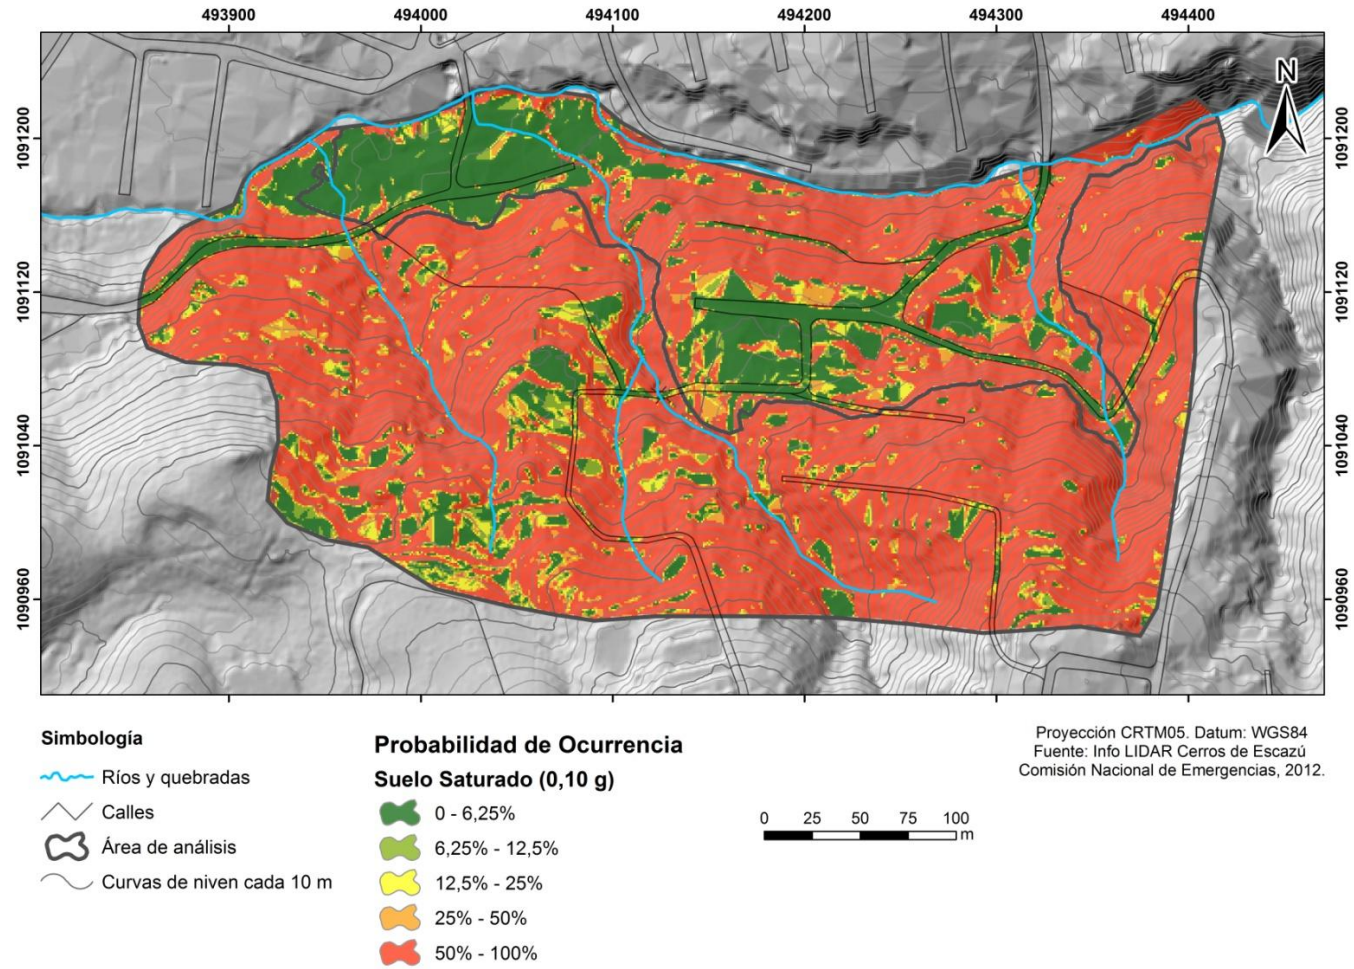 493900 494000 494100 494200 494300 494400
N
1091200 1091200
1091120 1091120
1091040 1091040
1090960 1090960
Simbología
Ríos y quebradas
Calles
Área de análisis
Curvas de niven cada 10 m
Probabilidad de Ocurrencia
Suelo Saturado (0,10 g)
0 - 6,25%
6,25% - 12,5%
12,5% - 25%
25% - 50%
50% - 100%
0 25 50 75 100
m
Proyección CRTM05. Datum: WGS84
Fuente: Info LIDAR Cerros de Escazú
Comisión Nacional de Emergencias, 2012.